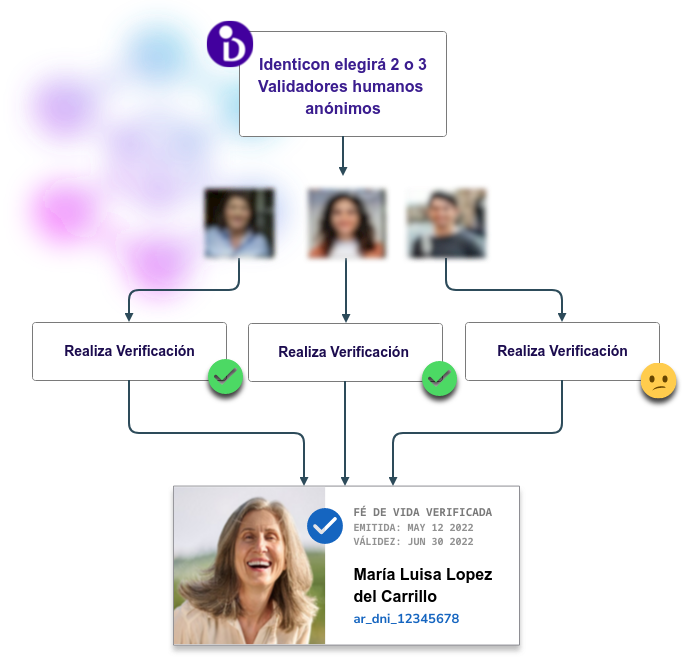 iD
Identicon elegirá 2 o 3
Validadores humanos
anónimos
Realiza Verificación
Realiza Verificación
Realiza Verificación
FÉ DE VIDA VERIFICADA
EMITIDA: MAY 12 2022
VÁLIDEZ: JUN 30 2022
María Luisa Lopez
del Carrillo
ar_dni_12345678